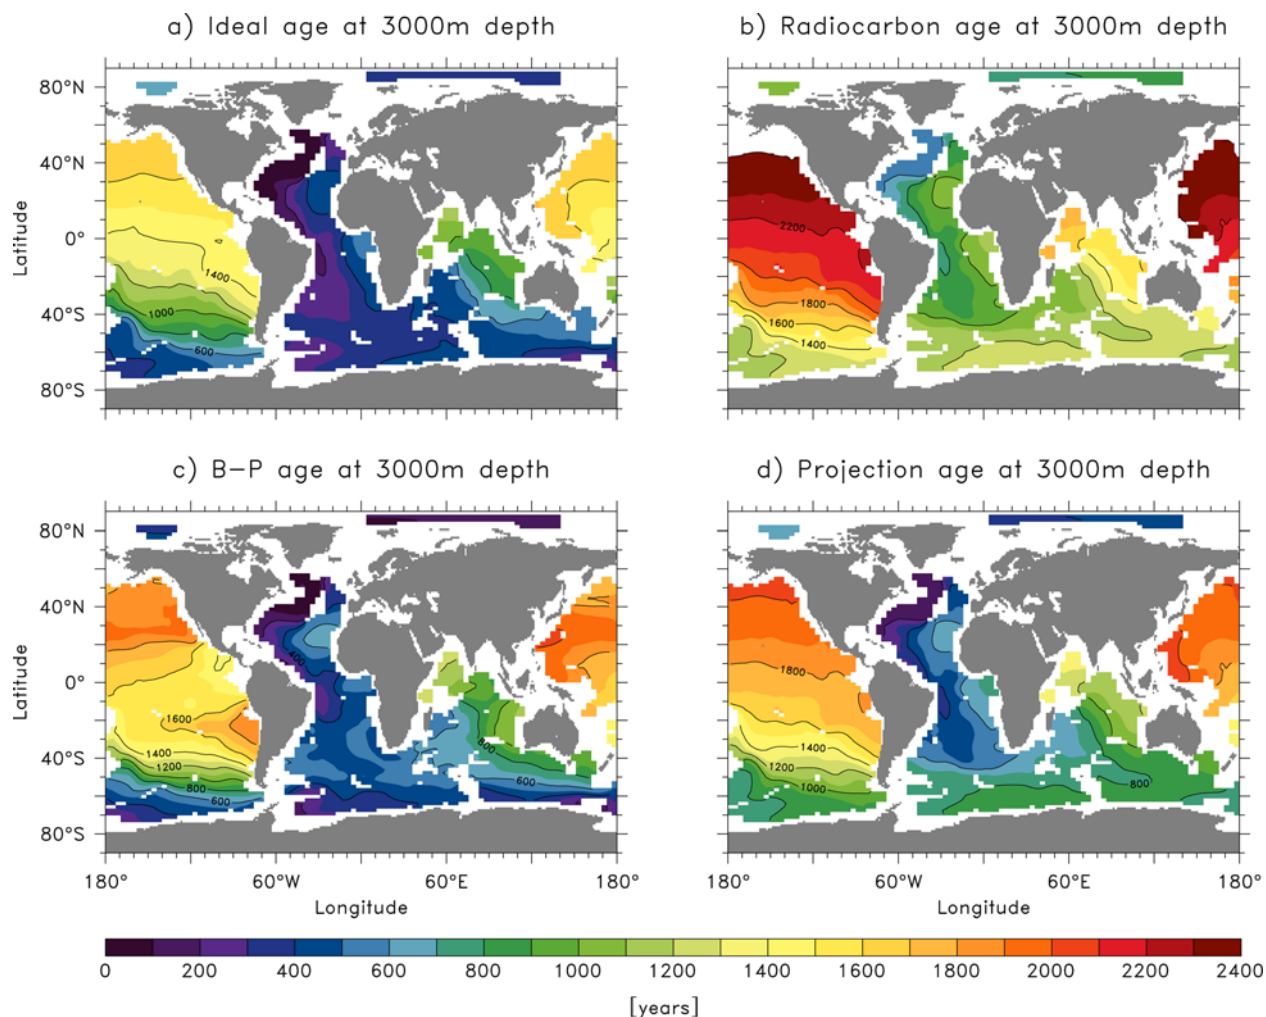 a) Ideal age at 3000m depth
b) Radiocarbon age at 3000m depth
80°N
40°N
0°
40°S
80°S
Latitude
1400
1000
600
2200
1800
1600
1400
c) B-P age at 3000m depth
d) Projection age at 3000m depth
80°N
40°N
0°
40°S
80°S
Latitude
400
1600
1400
1200
800
600
800
600
1800
1400
1200
1000
800
180° 60°W 60°E 180°
180° 60°W 60°E 180°
Longitude
Longitude
0 200 400 600 800 1000 1200 1400 1600 1800 2000 2200 2400
[years]